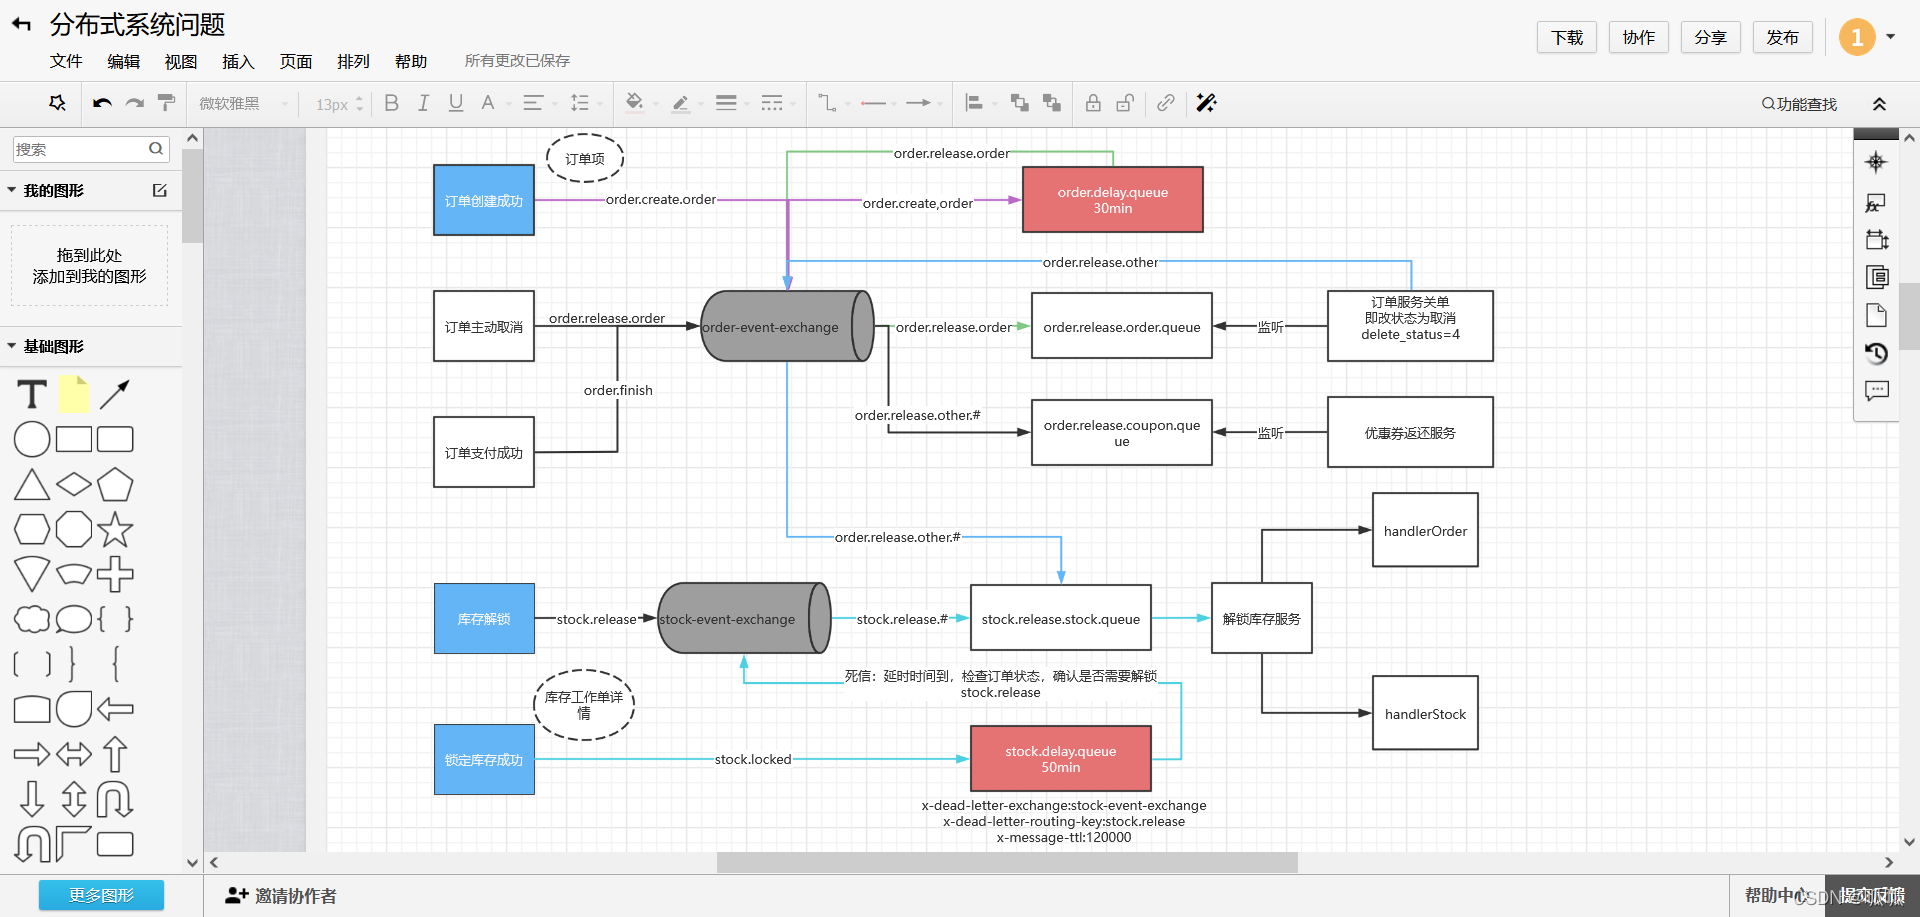 分布式系统问题
文件 编辑 视图 插入 页面 排列 帮助 所有更改已保存
下载 协作 分享 发布 1
微软雅黑 13px B I U A
功能查找
搜索
我的图形
拖到此处
添加到我的图形
基础图形
T
更多图形
订单项
订单创建成功
order.create.order
order.release.order
order.create,order
order.delay.queue
30min
order.release.other
订单主动取消
order.release.order
order-event-exchange
order.release.order
order.release.order.queue
监听
订单服务关单
即改状态为取消
delete_status=4
order.finish
订单支付成功
order.release.other.#
order.release.coupon.que
ue
监听
优惠券返还服务
order.release.other.#
handlerOrder
库存解锁
stock.release
stock-event-exchange
stock.release.#
stock.release.stock.queue
解锁库存服务
死信：延时时间到，检查订单状态，确认是否需要解锁
stock.release
库存工作单详
情
handlerStock
锁定库存成功
stock.locked
stock.delay.queue
50min
x-dead-letter-exchange:stock-event-exchange
x-dead-letter-routing-key:stock.release
x-message-ttl:120000
邀请协作者
帮助中心
提交反馈